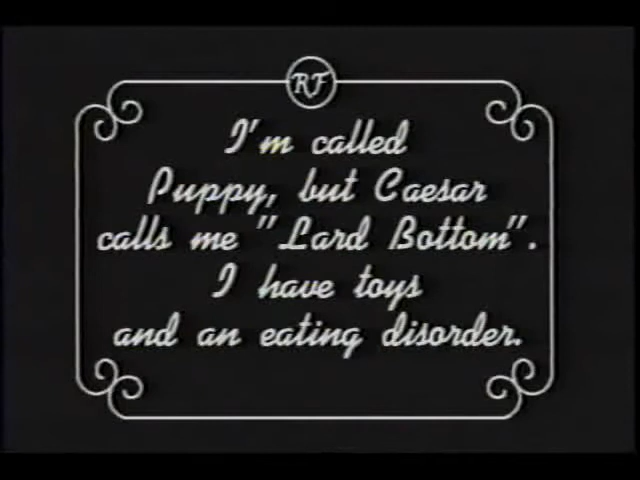 RF
I'm called
Puppy, but Caesar
calls me "Lard Bottom".
I have toys
and an eating disorder.